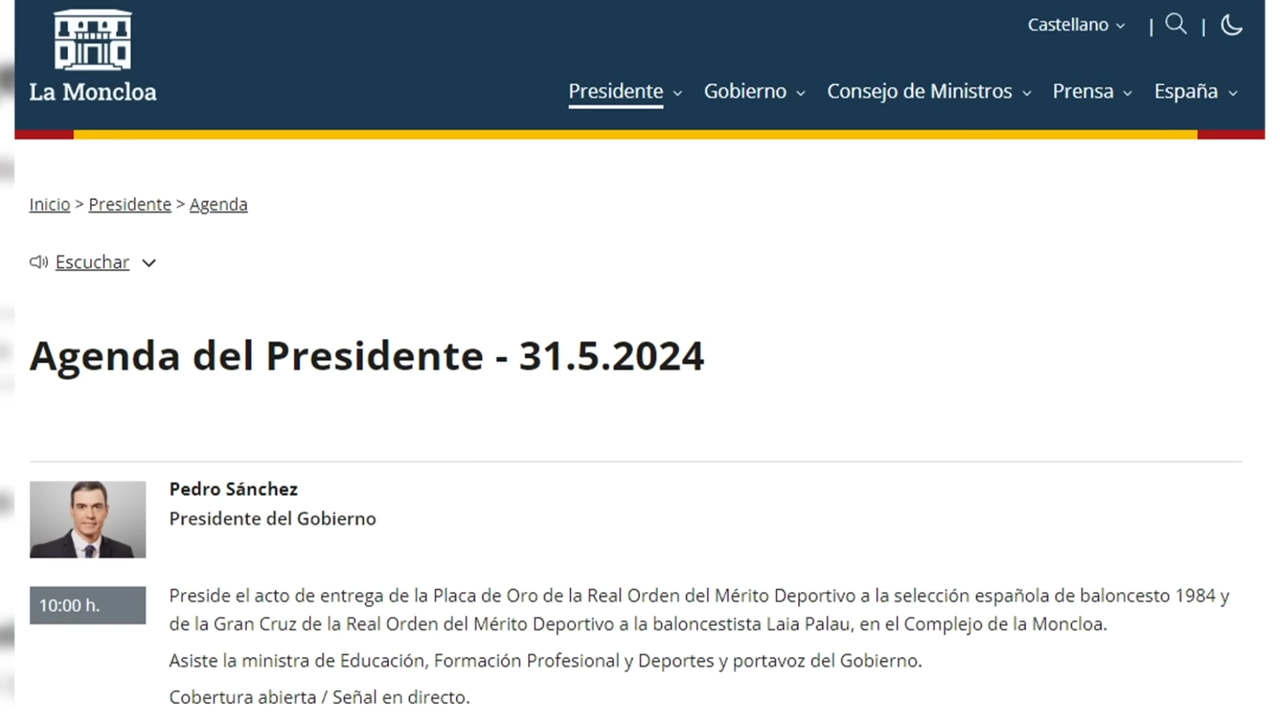 Castellano
La Moncloa
Presidente Gobierno Consejo de Ministros Prensa España
Inicio > Presidente > Agenda
Escuchar
Agenda del Presidente - 31.5.2024
Pedro Sánchez
Presidente del Gobierno
10:00 h.
Preside el acto de entrega de la Placa de Oro de la Real Orden del Mérito Deportivo a la selección española de baloncesto 1984 y
de la Gran Cruz de la Real Orden del Mérito Deportivo a la baloncestista Laia Palau, en el Complejo de la Moncloa.
Asiste la ministra de Educación, Formación Profesional y Deportes y portavoz del Gobierno.
Cobertura abierta / Señal en directo.